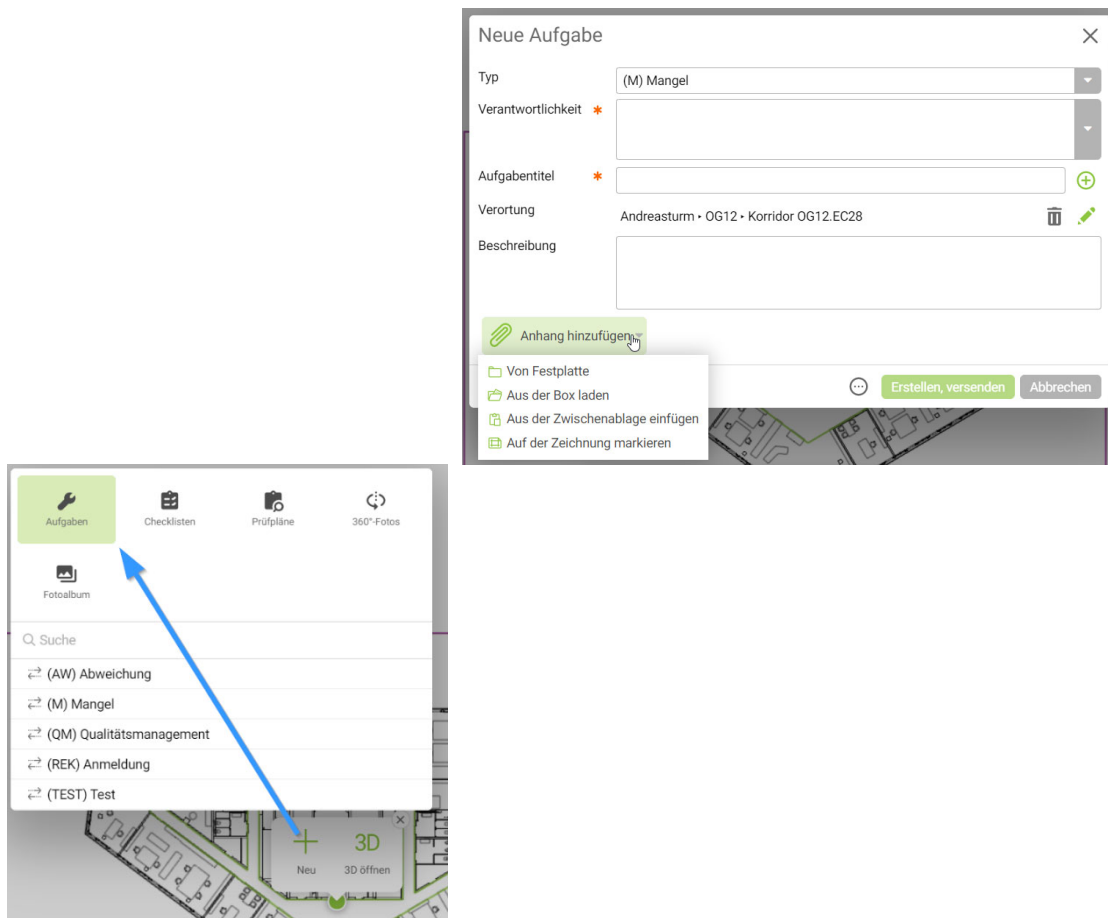 Neue Aufgabe
Typ
(M) Mangel
Verantwortlichkeit *
Aufgabentitel *
Verortung
Andreasturm ‣ OG12 ‣ Korridor OG12.EC28
Beschreibung
Anhang hinzufügen
Von Festplatte
Aus der Box laden
Aus der Zwischenablage einfügen
Auf der Zeichnung markieren
Erstellen, versenden
Abbrechen
Aufgaben
Checklisten
Prüfpläne
360°-Fotos
Fotoalbum
Suche
(AW) Abweichung
(M) Mangel
(QM) Qualitätsmanagement
(REK) Anmeldung
(TEST) Test
3D
Neu
3D öffnen